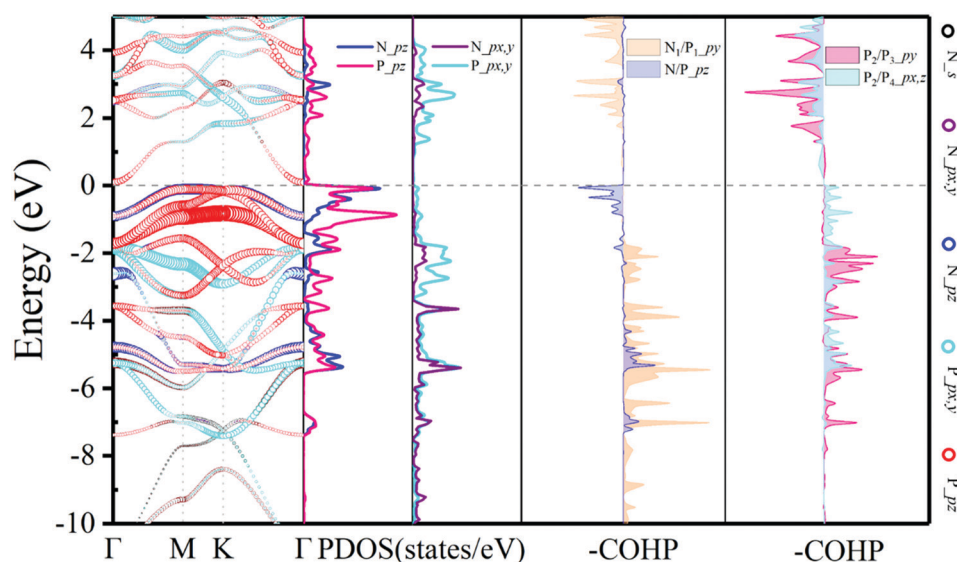 N_pz
P_pz
N_px,y
P_px,y
N₁/P₁_py
N/P_pz
P₂/P₃_py
P₂/P₄_px,z
4
2
0
-2
-4
-6
-8
-10
Energy (eV)
Γ M K Γ PDOS(states/eV) -COHP -COHP
N_s
N_px,y
N_pz
P_px,y
P_pz